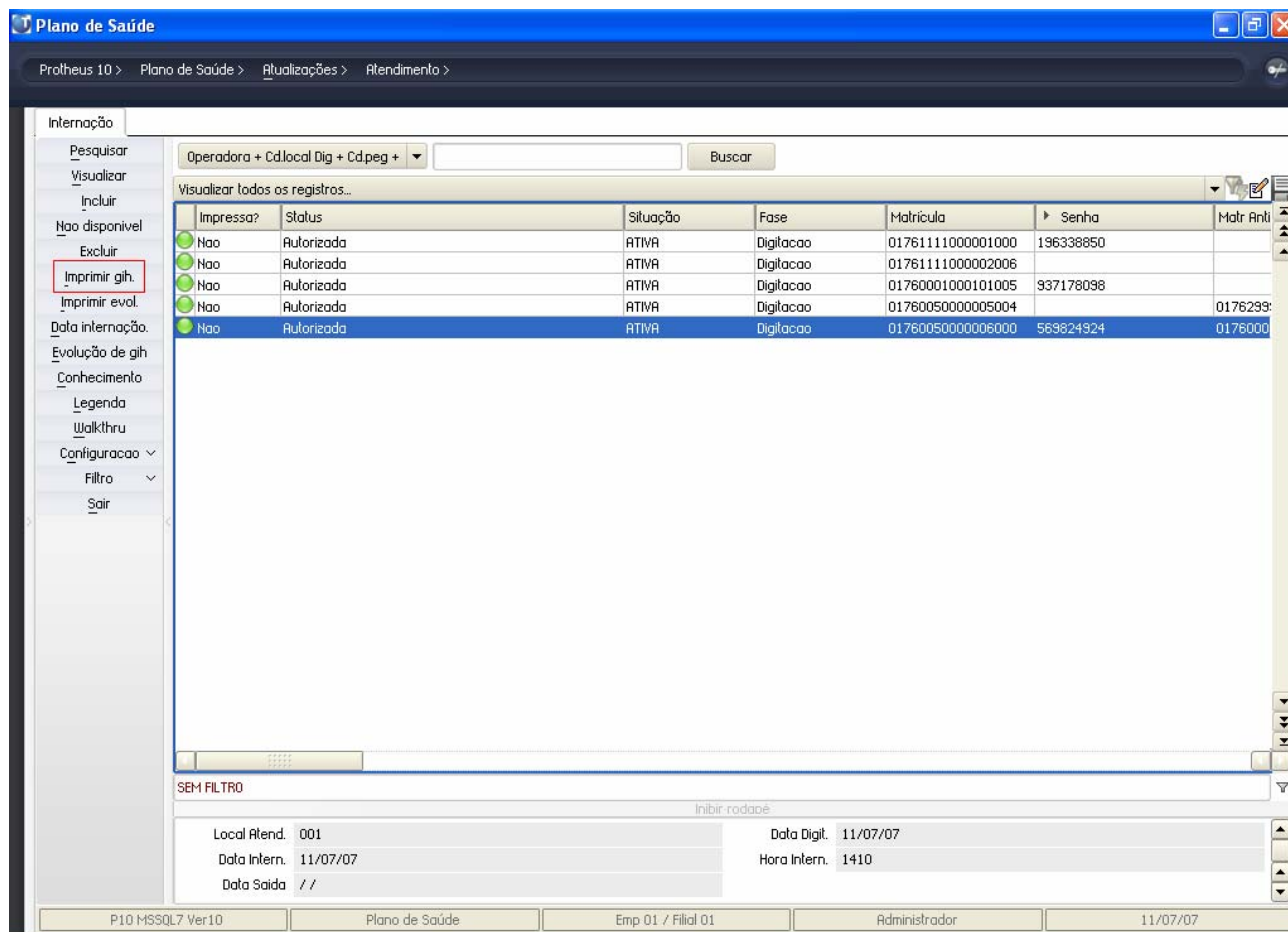 Plano de Saúde
Protheus 10 > Plano de Saúde > Atualizações > Atendimento >
Internação
Pesquisar
Visualizar
Incluir
Nao disponivel
Excluir
Imprimir gih.
Imprimir evol.
Data internação.
Evolução de gih
Conhecimento
Legenda
Walkthru
Configuracao
Filtro
Sair
Operadora + Cd.local Dig + Cd.peg + Buscar
Visualizar todos os registros...
Impressa? Status Situação Fase Matrícula Senha Matr Anti
Nao Autorizada ATIVA Digitacao 01761111000001000 196338850
Nao Autorizada ATIVA Digitacao 01761111000002006
Nao Autorizada ATIVA Digitacao 01760001000101005 937178098
Nao Autorizada ATIVA Digitacao 01760050000005004 0176299
Nao Autorizada ATIVA Digitacao 01760050000006000 569824924 0176000
SEM FILTRO
Inibir rodapé
Local Atend. 001 Data Digit. 11/07/07
Data Intern. 11/07/07 Hora Intern. 1410
Data Saida / /
P10 MSSQL7 Ver10 Plano de Saúde Emp 01 / Filial 01 Administrador 11/07/07